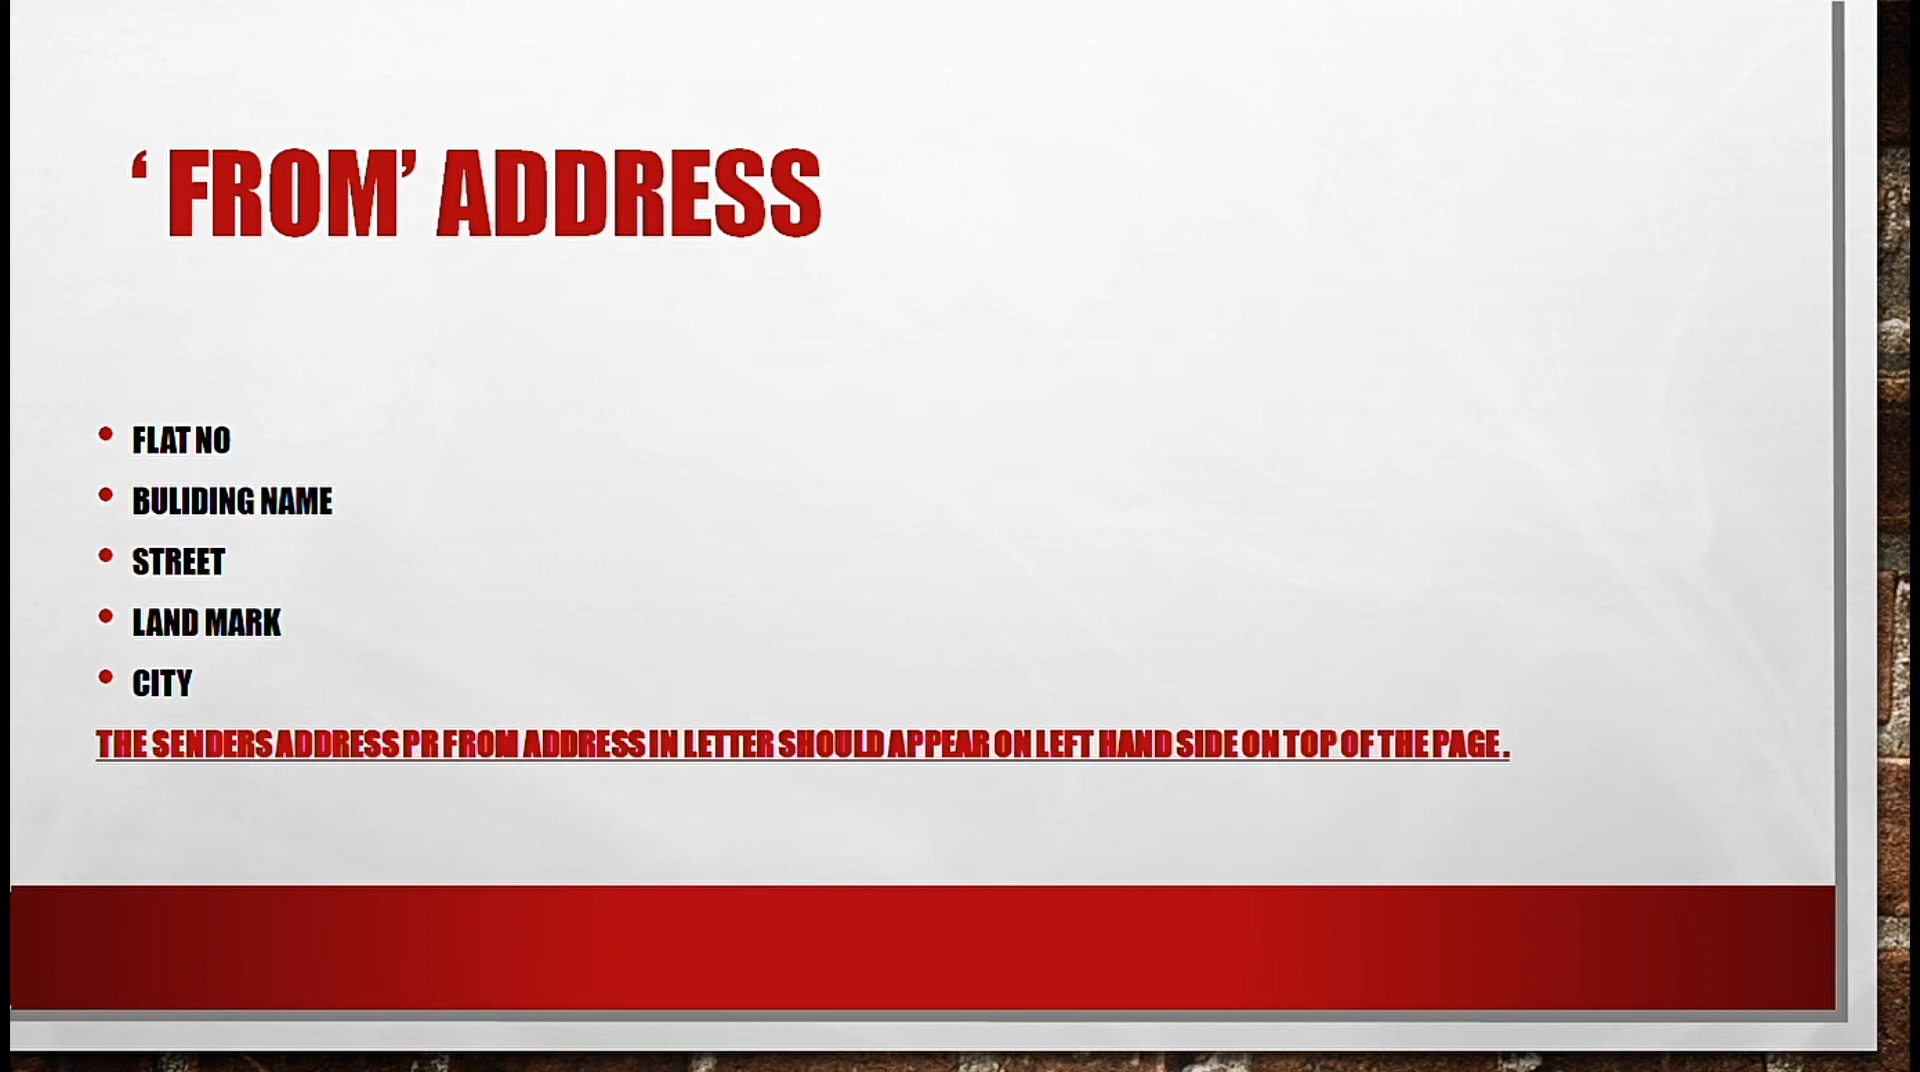 ‘ FROM’ ADDRESS
• FLAT NO
• BULIDING NAME
• STREET
• LAND MARK
• CITY
THE SENDERS ADDRESS PR FROM ADDRESS IN LETTER SHOULD APPEAR ON LEFT HAND SIDE ON TOP OF THE PAGE .